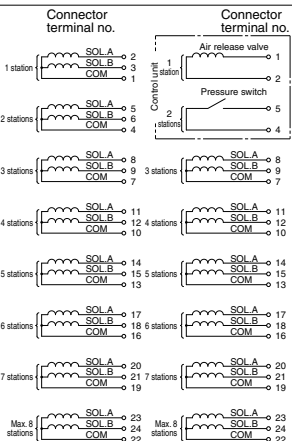 Connector terminal no.
1 station
SOL.A 2
SOL.B 3
COM 1
2 stations
SOL.A 5
SOL.B 6
COM 4
3 stations
SOL.A 8
SOL.B 9
COM 7
4 stations
SOL.A 11
SOL.B 12
COM 10
5 stations
SOL.A 14
SOL.B 15
COM 13
6 stations
SOL.A 17
SOL.B 18
COM 16
7 stations
SOL.A 20
SOL.B 21
COM 19
Max. 8 stations
SOL.A 23
SOL.B 24
COM 22
Connector terminal no.
Control unit
1 station
Air release valve 1
2
2 stations
Pressure switch
5
4
3 stations
SOL.A 8
SOL.B 9
COM 7
4 stations
SOL.A 11
SOL.B 12
COM 10
5 stations
SOL.A 14
SOL.B 15
COM 13
6 stations
SOL.A 17
SOL.B 18
COM 16
7 stations
SOL.A 20
SOL.B 21
COM 19
Max. 8 stations
SOL.A 23
SOL.B 24
COM 22